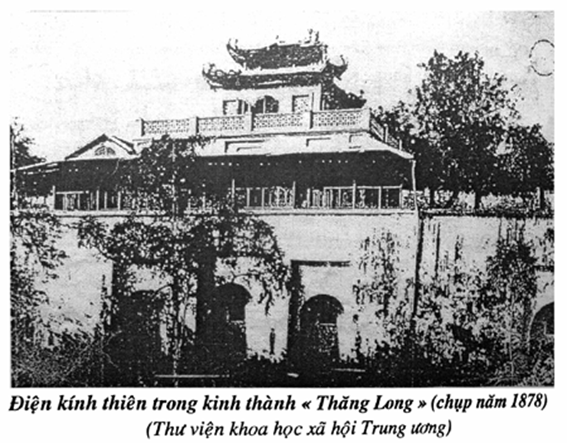 Điện kính thiên trong kinh thành « Thăng Long » (chụp năm 1878)
(Thư viện khoa học xã hội Trung ương)